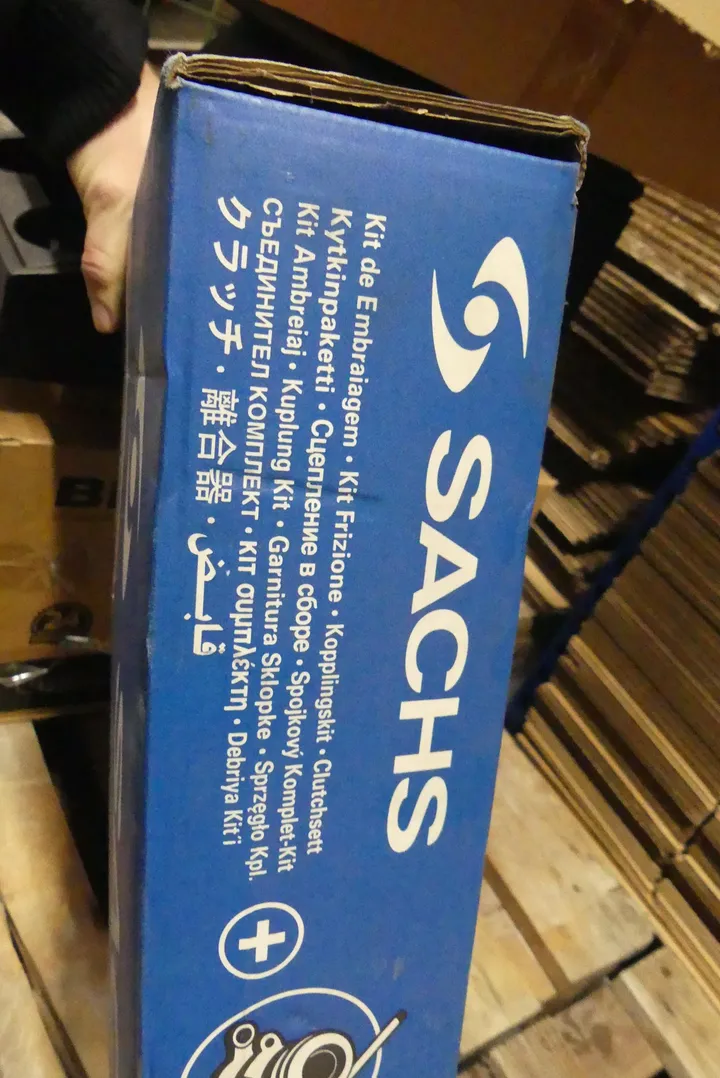 SACHS
Kit de Embraiagem • Kit Frizione • Kopplingskit • Clutchsett
Kytkinpaketti • Сцепление в сборе • Spojkový Komplet-Kit
Kit Ambreiaj • Kuplung Kit • Garnitura Sklopke • Sprzęgło Kpl.
СЪЕДИНИТЕЛ КОМПЛЕКТ • ΚΙΤ συμπλέκτη • Debriya Kit'i
クラッチ・離合器・قابــض